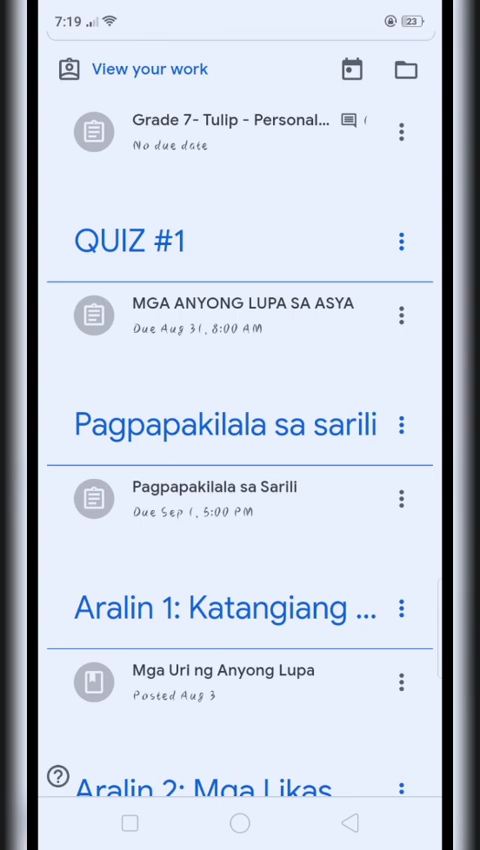 7:19
23
View your work
Grade 7- Tulip - Personal...
No due date
QUIZ #1
MGA ANYONG LUPA SA ASYA
Due Aug 31, 8:00 AM
Pagpapakilala sa sarili
Pagpapakilala sa Sarili
Due Sep 1, 5:00 PM
Aralin 1: Katangiang ...
Mga Uri ng Anyong Lupa
Posted Aug 3
Aralin 2: Mga Likas